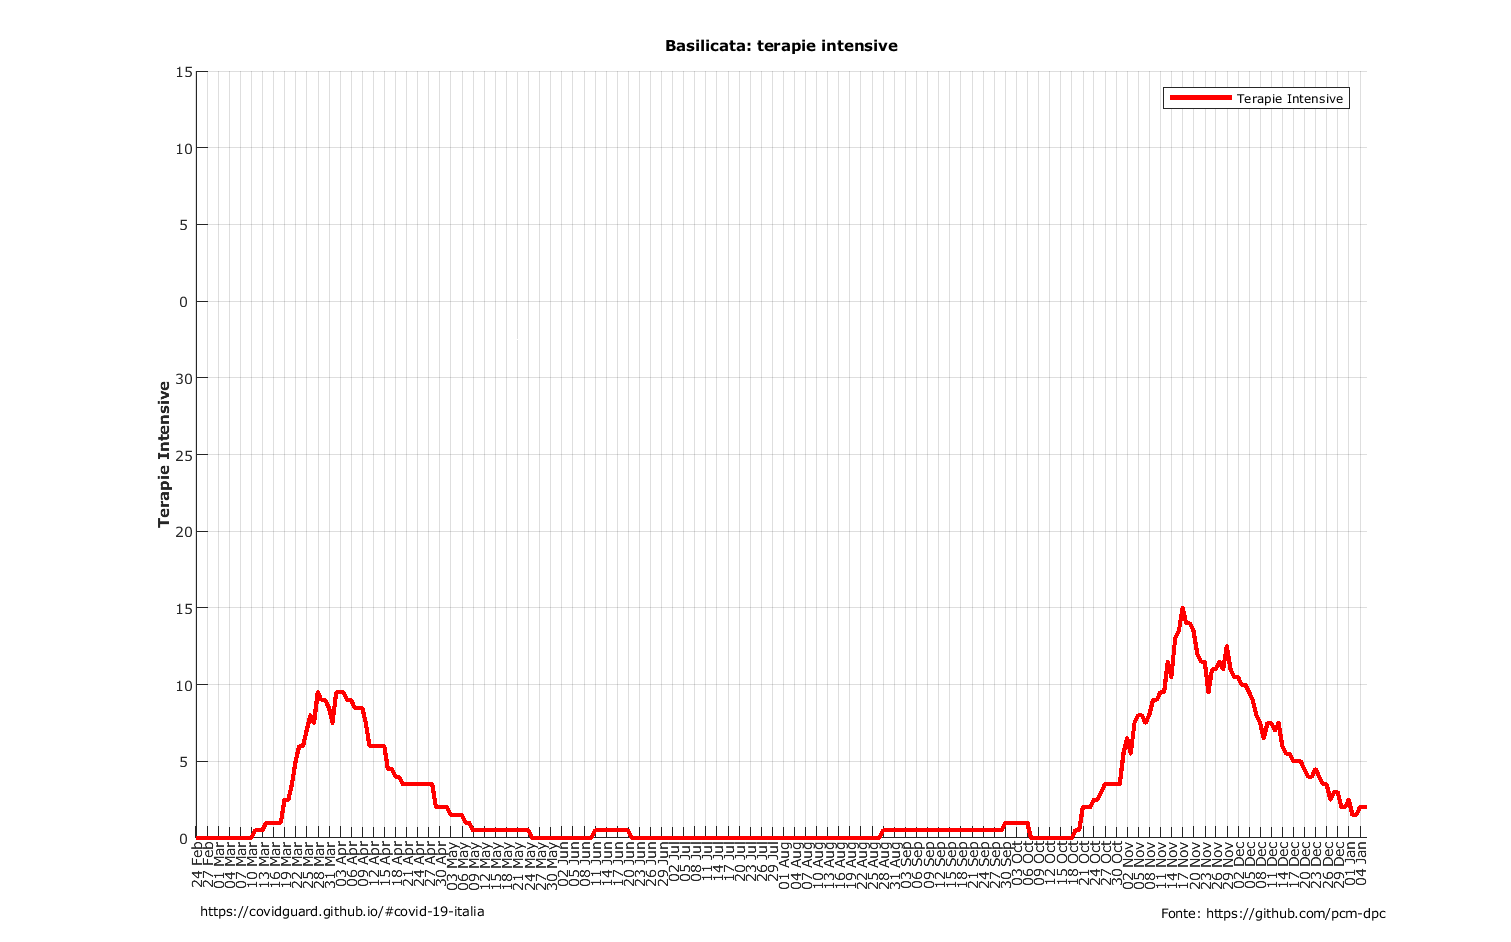 Basilicata: terapie intensive
Terapie Intensive
15
10
5
0
30
25
20
15
10
5
0
Terapie Intensive
24 Feb
27 Feb
01 Mar
04 Mar
07 Mar
10 Mar
13 Mar
16 Mar
19 Mar
22 Mar
25 Mar
28 Mar
31 Mar
03 Apr
06 Apr
09 Apr
12 Apr
15 Apr
18 Apr
21 Apr
24 Apr
27 Apr
30 Apr
03 May
06 May
09 May
12 May
15 May
18 May
21 May
24 May
27 May
30 May
02 Jun
05 Jun
08 Jun
11 Jun
14 Jun
17 Jun
20 Jun
23 Jun
26 Jun
29 Jun
02 Jul
05 Jul
08 Jul
11 Jul
14 Jul
17 Jul
20 Jul
23 Jul
26 Jul
29 Jul
01 Aug
04 Aug
07 Aug
10 Aug
13 Aug
16 Aug
19 Aug
22 Aug
25 Aug
28 Aug
31 Aug
03 Sep
06 Sep
09 Sep
12 Sep
15 Sep
18 Sep
21 Sep
24 Sep
27 Sep
30 Sep
03 Oct
06 Oct
09 Oct
12 Oct
15 Oct
18 Oct
21 Oct
24 Oct
27 Oct
30 Oct
02 Nov
05 Nov
08 Nov
11 Nov
14 Nov
17 Nov
20 Nov
23 Nov
26 Nov
29 Nov
02 Dec
05 Dec
08 Dec
11 Dec
14 Dec
17 Dec
20 Dec
23 Dec
26 Dec
29 Dec
01 Jan
04 Jan
https://covidguard.github.io/#covid-19-italia
Fonte: https://github.com/pcm-dpc